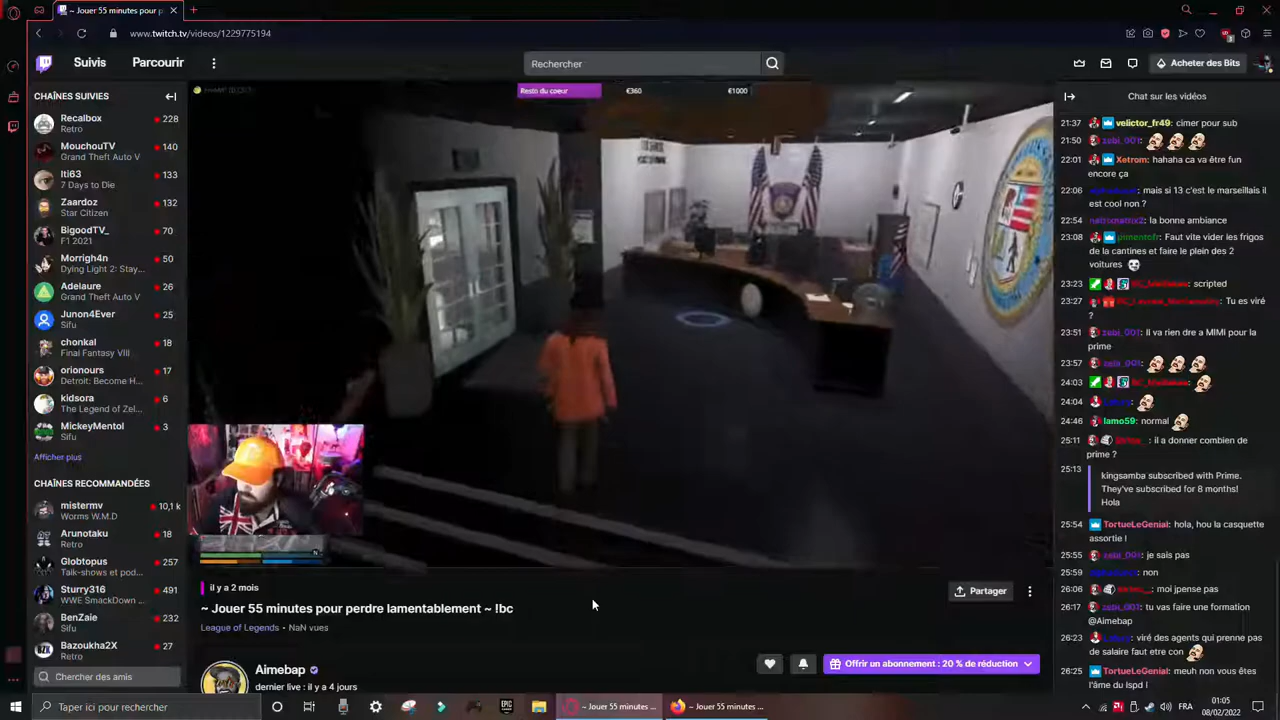 ~ Jouer 55 minutes pour p
www.twitch.tv/videos/1229775194
Suivis
Parcourir
Rechercher
Acheter des Bits
CHAÎNES SUIVIES
Recalbox
228
Retro
MouchouTV
140
Grand Theft Auto V
Iti63
133
7 Days to Die
Zaardoz
132
Star Citizen
BigoodTV_
70
F1 2021
Morrigh4n
50
Dying Light 2: Stay...
Adelaure
26
Grand Theft Auto V
Junon4Ever
25
Sifu
chonkal
18
Final Fantasy VIII
orionours
17
Detroit: Become H...
kidsora
6
The Legend of Zel...
MickeyMentol
3
Sifu
Afficher plus
CHAÎNES RECOMMANDÉES
mistermv
10,1 k
Worms W.M.D
Arunotaku
18
Retro
Globtopus
257
Talk-shows et pod...
Sturry316
491
WWE SmackDown ...
BenZaie
232
Sifu
Bazoukha2X
27
Retro
Chercher des amis
Resto du coeur
€360
€1000
il y a 2 mois
~ Jouer 55 minutes pour perdre lamentablement ~ !bc
League of Legends • NaN vues
Partager
Aimebap
dernier live : il y a 4 jours
Offrir un abonnement : 20 % de réduction
Chat sur les vidéos
21:37 velictor_fr49: cimer pour sub
21:50 zebi_001:
22:01 Xetrom: hahaha ca va être fun
encore ça
22:06 : mais si 13 c'est le marseillais il
est cool non ?
22:54 : la bonne ambiance
23:08 pimentofr: Faut vite vider les frigos
de la cantines et faire le plein des 2
voitures
23:23 : scripted
23:27 : Tu es viré
?
23:51 zebi_001: Il va rien dre a MIMi pour la
prime
23:57 zebi_001:
24:03
24:04
24:46 lamo59: normal
25:11 : il a donner combien de
prime ?
25:13 kingsamba subscribed with Prime.
They've subscribed for 8 months!
Hola
25:54 TortueLeGenial: hola, hou la casquette
assortie !
25:55 zebi_001: je sais pas
25:59 : non
26:06 : moi jpense pas
26:17 zebi_001: tu vas faire une formation
@Aimebap
26:23 : viré des agents qui prenne pas
de salaire faut etre con
26:25 TortueLeGenial: meuh non vous êtes
l'âme du lspd !
Taper ici pour rechercher
EPIC
~ Jouer 55 minutes ...
~ Jouer 55 minutes ...
FRA
01:05
08/02/2022